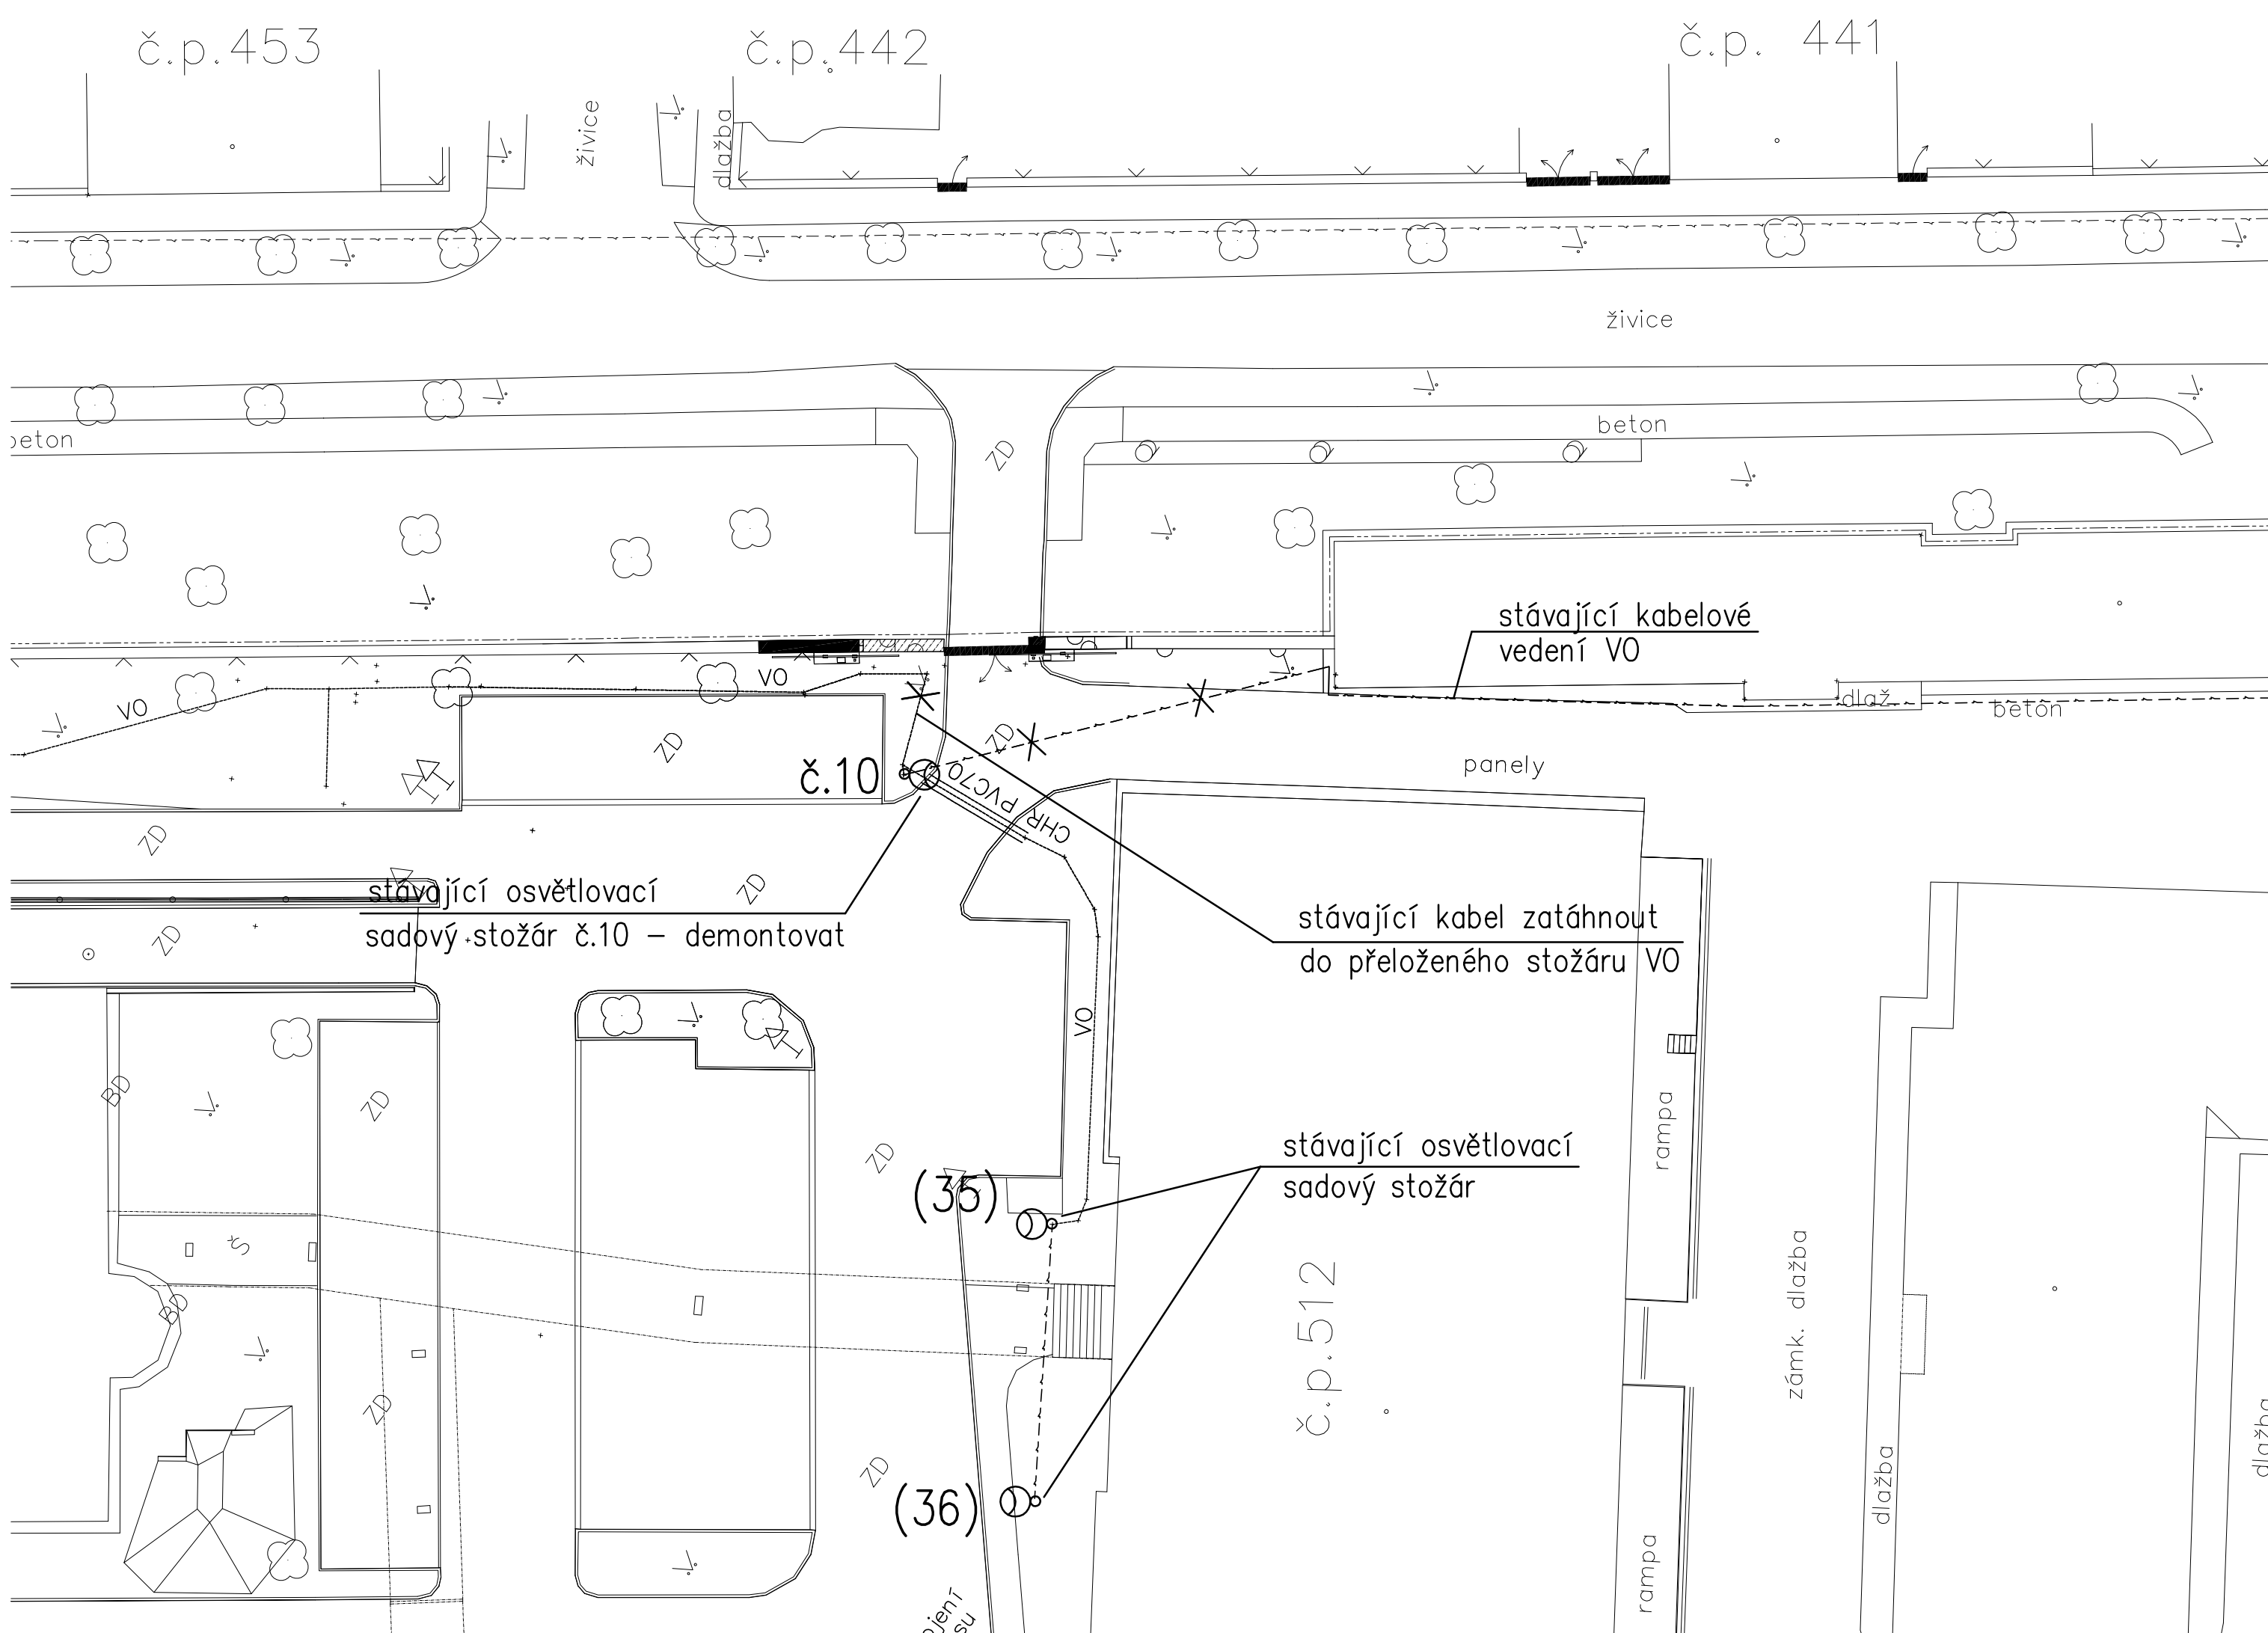 č.p.453
č.p.442
č.p. 441
živice
dlažba
živice
beton
beton
ZD
stávající kabelové
vedení VO
VO
VO
dlaž.
beton
ZD
ZD
č.10
PVC70
CHR
panely
ZD
stávající osvětlovací
sadový stožár č.10 – demontovat
ZD
ZD
stávající kabel zatáhnout
do přeloženého stožáru VO
VO
BD
ZD
rampa
ZD
stávající osvětlovací
sadový stožár
(35)
Š
BD
č.p.512
zámk. dlažba
ZD
ZD
(36)
dlažba
dlažba
rampa
ojení
su